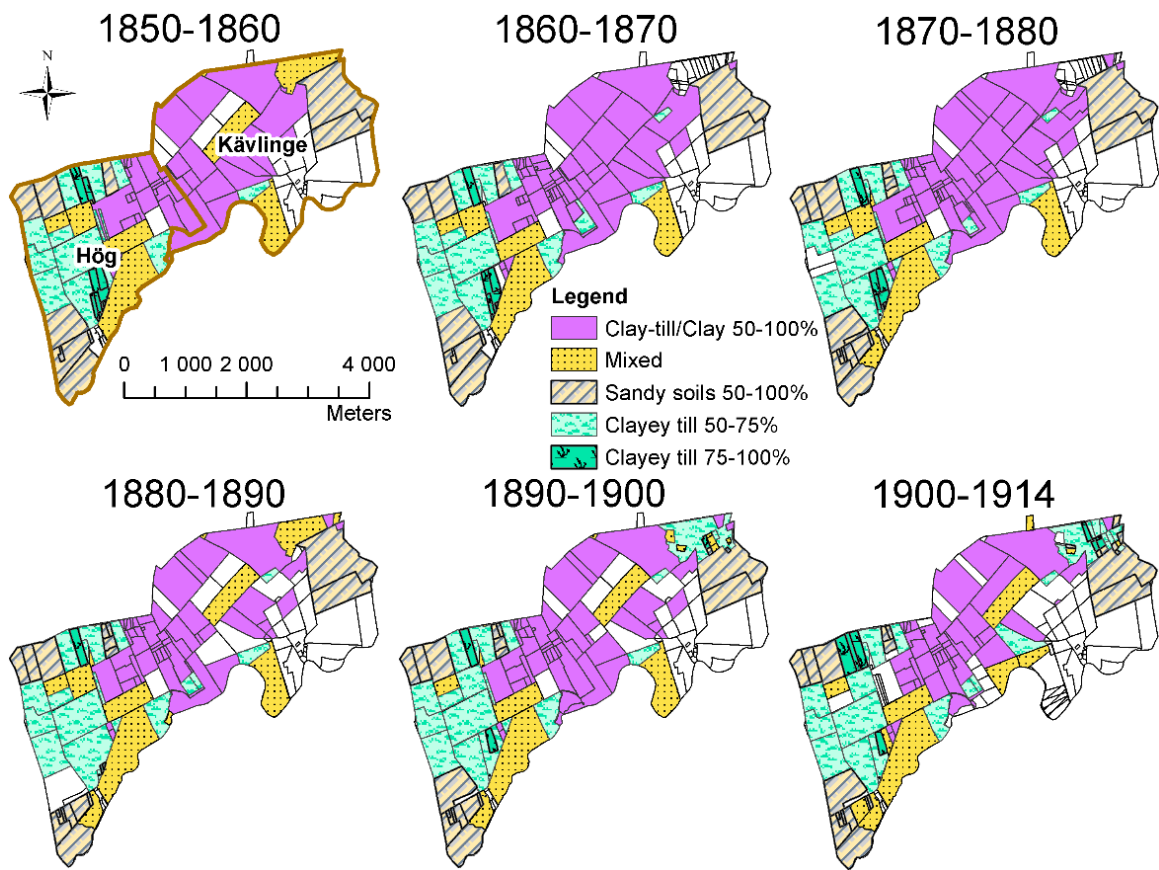 1850-1860
1860-1870
1870-1880
N
Kävlinge
Hög
Legend
Clay-till/Clay 50-100%
Mixed
Sandy soils 50-100%
Clayey till 50-75%
Clayey till 75-100%
0 1 000 2 000 4 000
Meters
1880-1890
1890-1900
1900-1914